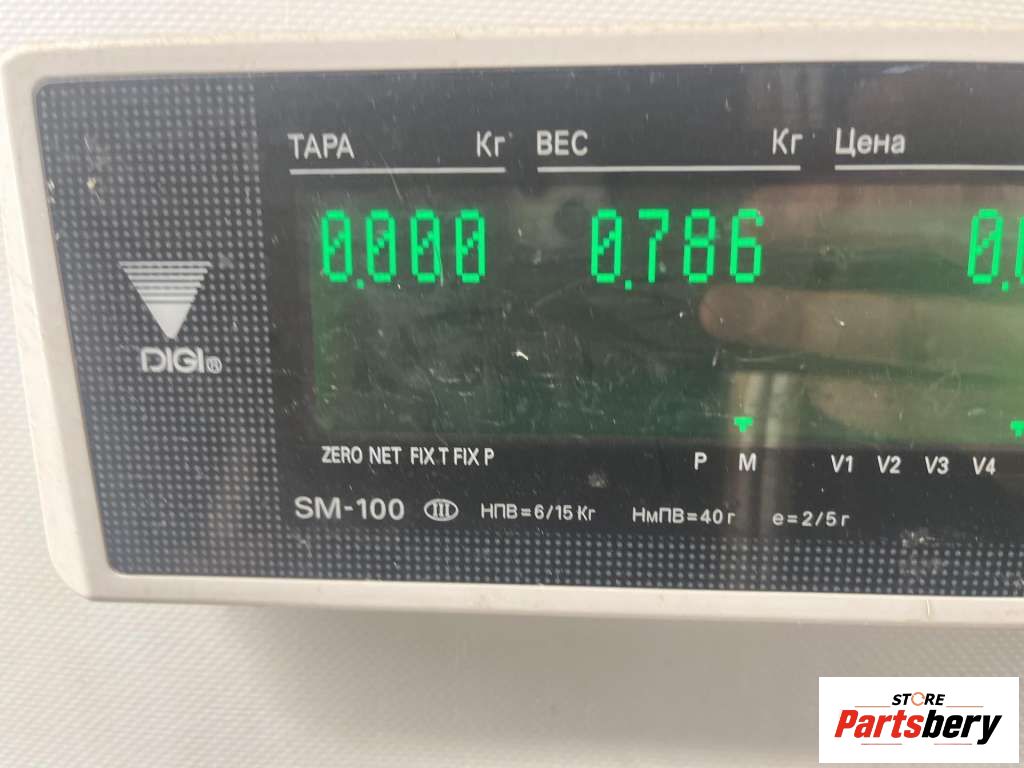 ТАРА Кг ВЕС Кг Цена
0.000 0.786
DIGI®
ZERO NET FIX T FIX P P M V1 V2 V3 V4
SM-100 III НПВ=6/15 Кг НмПВ=40 г e=2/5 г
STORE
Partsbery